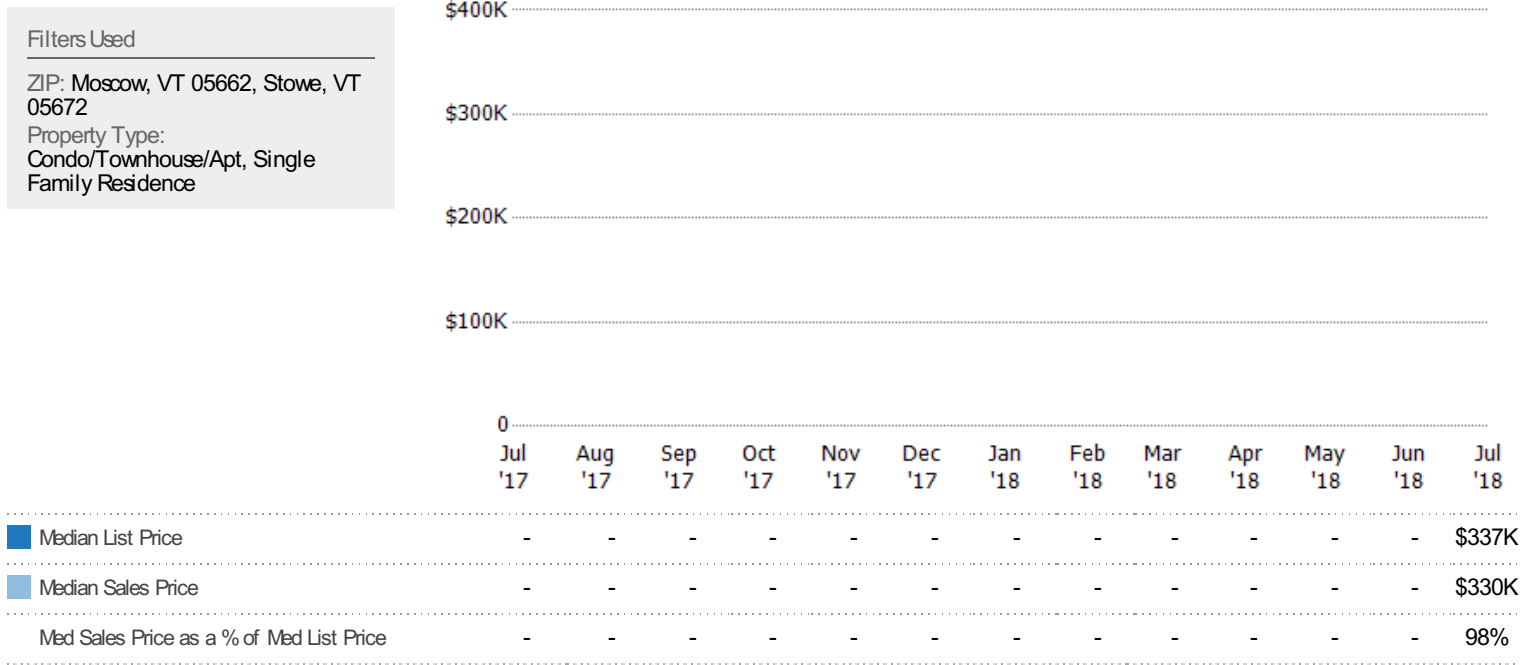 Filters Used
ZIP: Moscow, VT 05662, Stowe, VT
05672
Property Type:
Condo/Townhouse/Apt, Single
Family Residence
$400K
$300K
$200K
$100K
0
Jul Aug Sep Oct Nov Dec Jan Feb Mar Apr May Jun Jul
'17 '17 '17 '17 '17 '17 '18 '18 '18 '18 '18 '18 '18
Median List Price - - - - - - - - - - - - $337K
Median Sales Price - - - - - - - - - - - - $330K
Med Sales Price as a % of Med List Price - - - - - - - - - - - - 98%